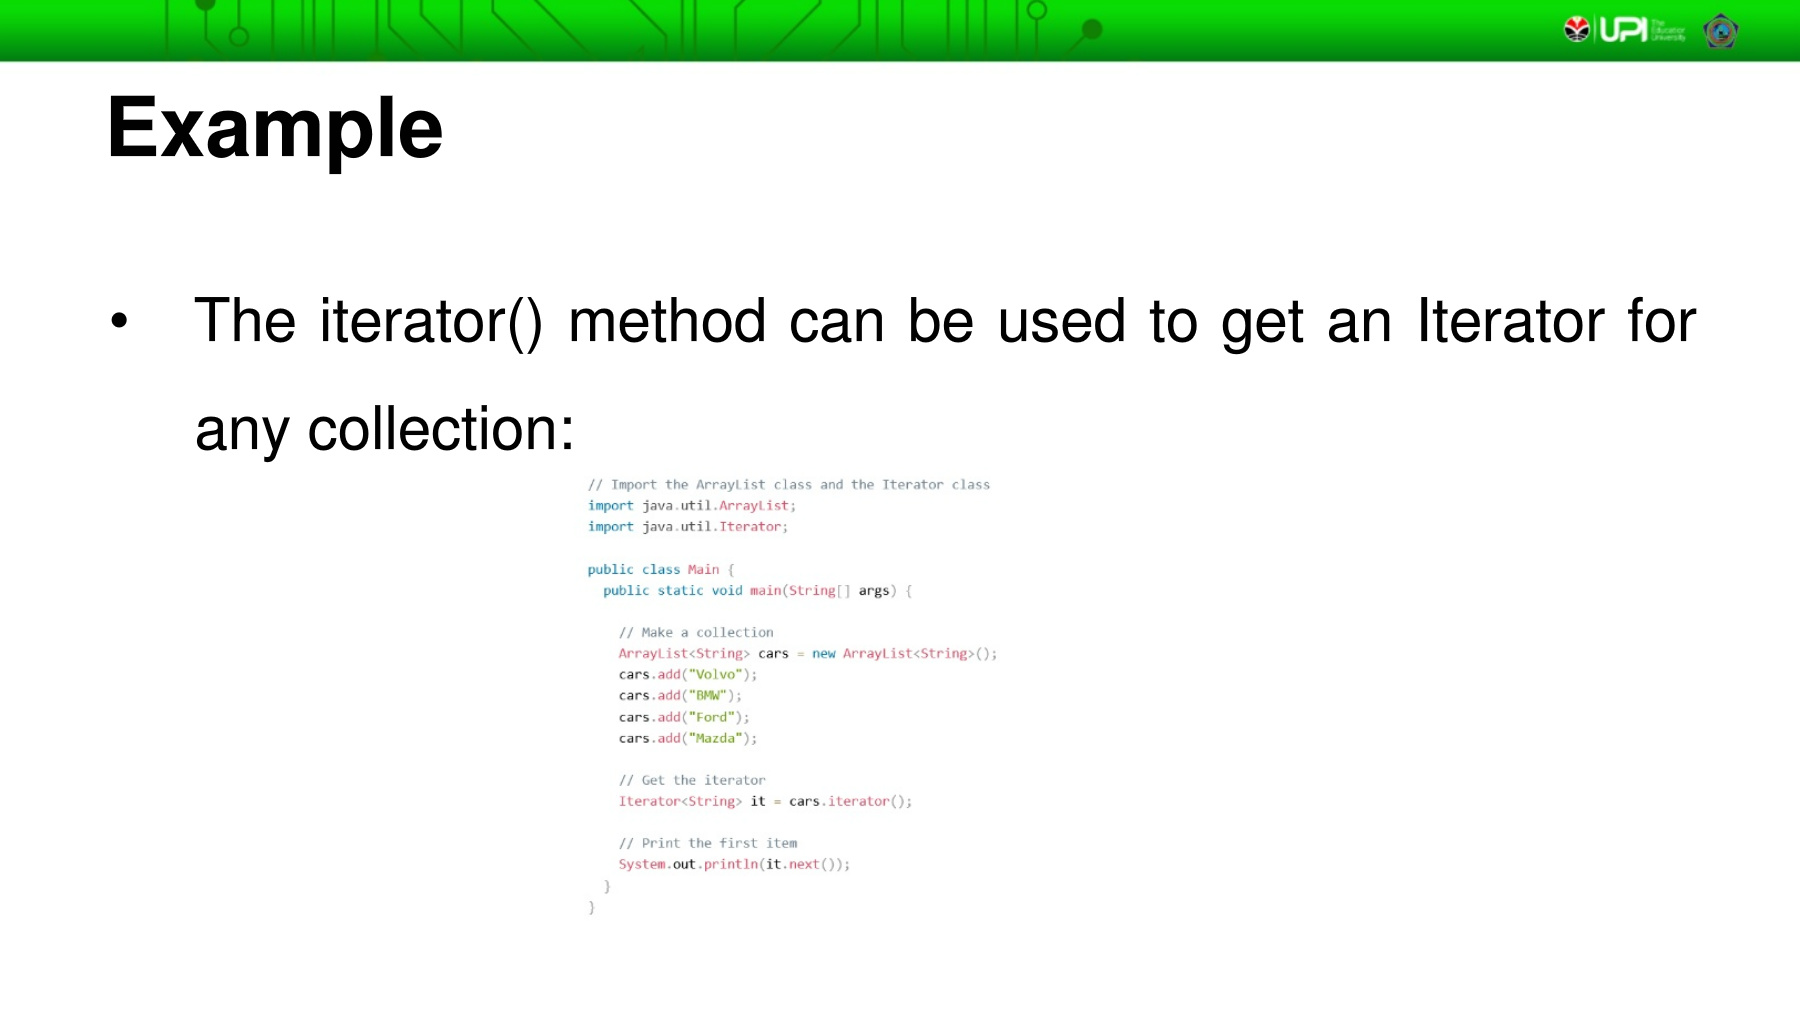 UPI
The
Education
University
Example
• The iterator() method can be used to get an Iterator for
any collection:
// Import the ArrayList class and the Iterator class
import java.util.ArrayList;
import java.util.Iterator;
public class Main {
public static void main(String[] args) {
// Make a collection
ArrayList<String> cars = new ArrayList<String>();
cars.add("Volvo");
cars.add("BMW");
cars.add("Ford");
cars.add("Mazda");
// Get the iterator
Iterator<String> it = cars.iterator();
// Print the first item
System.out.println(it.next());
}
}